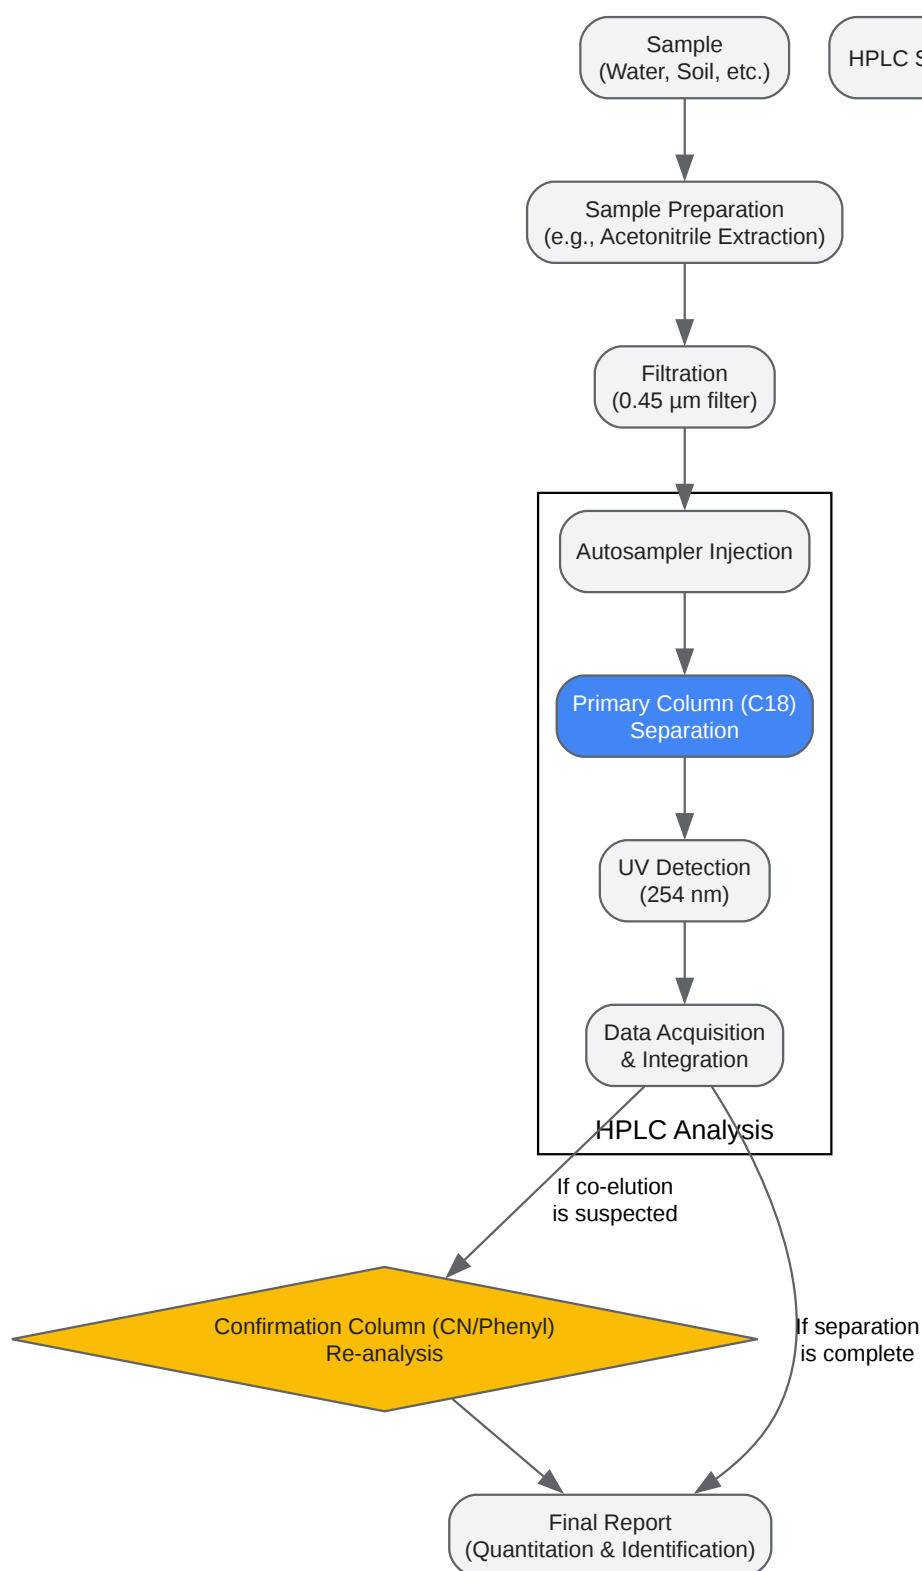 Sample
(Water, Soil, etc.)
HPLC S
Sample Preparation
(e.g., Acetonitrile Extraction)
Filtration
(0.45 µm filter)
Autosampler Injection
Primary Column (C18)
Separation
UV Detection
(254 nm)
Data Acquisition
& Integration
HPLC Analysis
If co-elution
is suspected
Confirmation Column (CN/Phenyl)
Re-analysis
If separation
is complete
Final Report
(Quantitation & Identification)